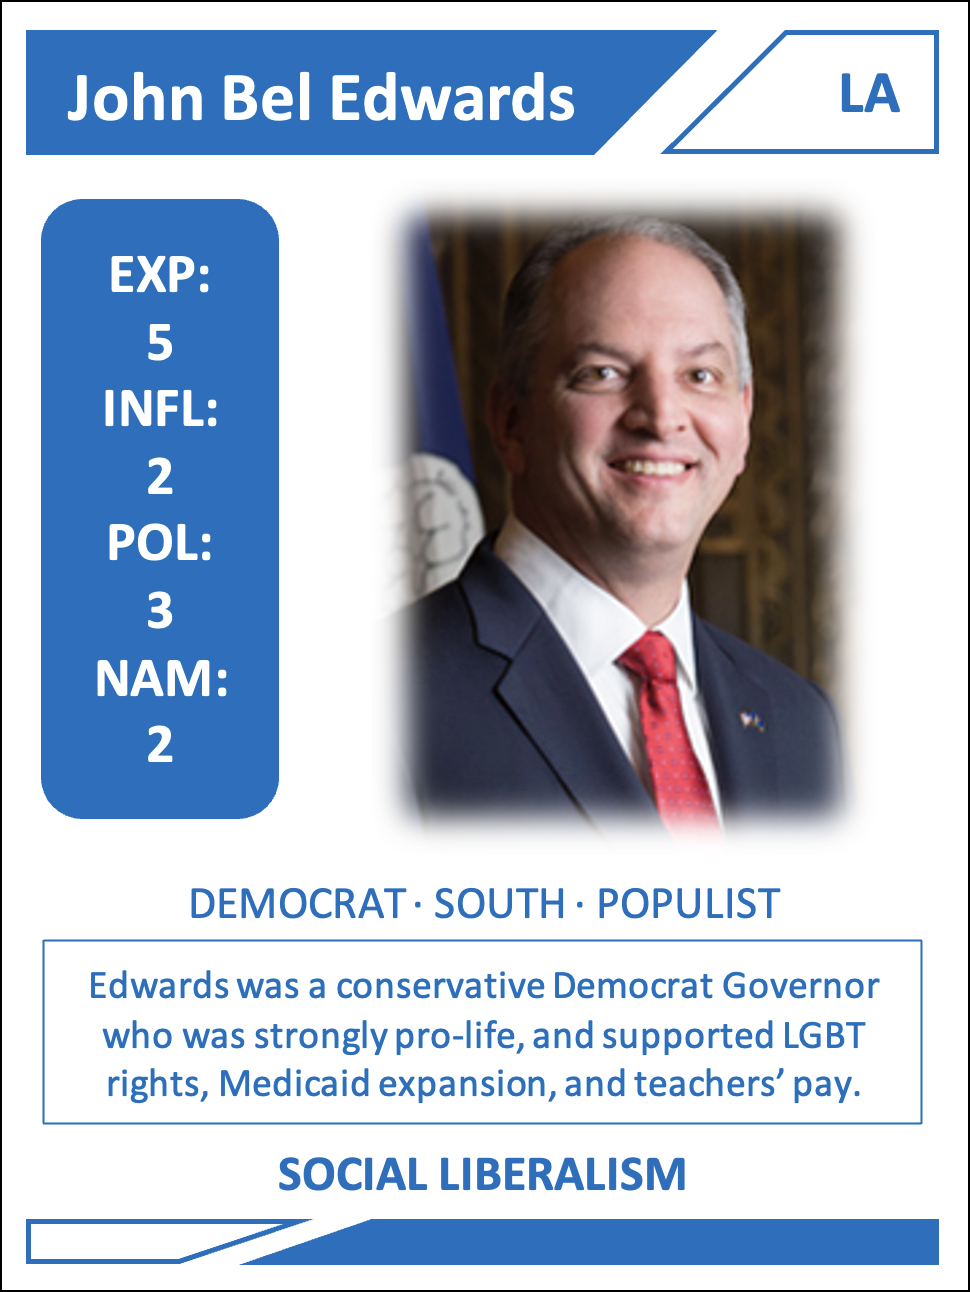 John Bel Edwards
LA
EXP:
5
INFL:
2
POL:
3
NAM:
2
DEMOCRAT · SOUTH · POPULIST
Edwards was a conservative Democrat Governor
who was strongly pro-life, and supported LGBT
rights, Medicaid expansion, and teachers’ pay.
SOCIAL LIBERALISM